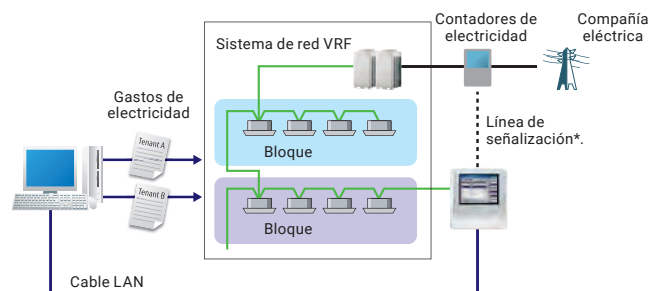 Contadores de
electricidad
Compañía
eléctrica
Sistema de red VRF
Gastos de
electricidad
Tenant A
Tenant B
Bloque
Bloque
Línea de
señalización*.
Cable LAN